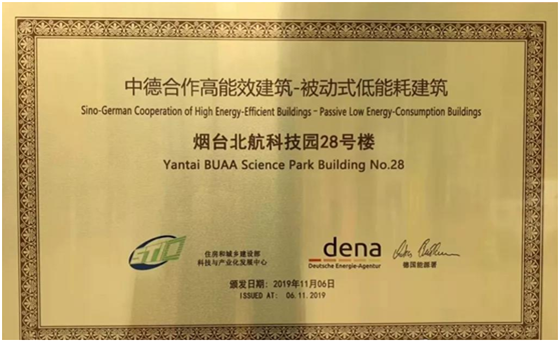 中德合作高能效建筑-被动式低能耗建筑
Sino-German Cooperation of High Energy-Efficient Buildings – Passive Low Energy-Consumption Buildings
烟台北航科技园28号楼
Yantai BUAA Science Park Building No.28
住房和城乡建设部
科技与产业化发展中心
dena
Deutsche Energie-Agentur
德国能源署
颁发日期: 2019年11月06日
ISSUED AT: 06.11.2019